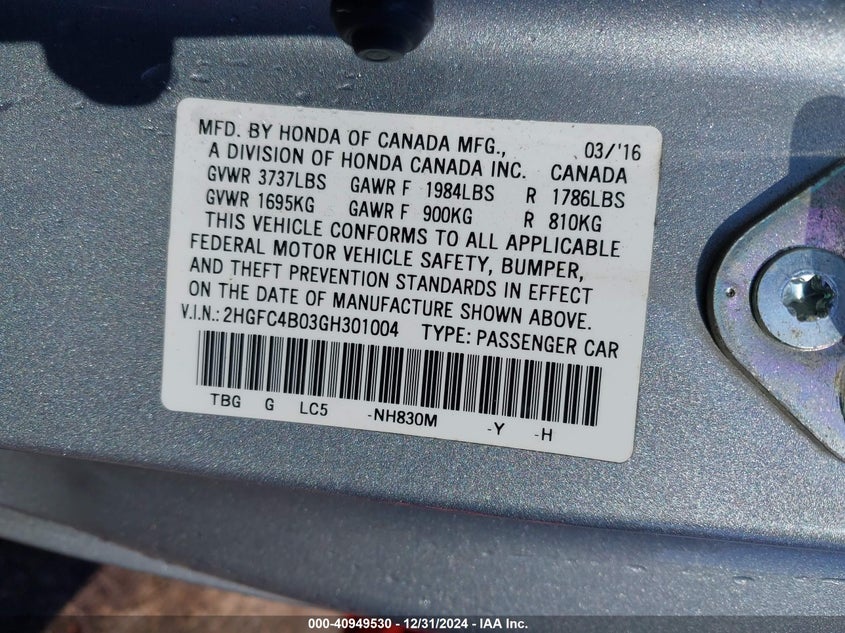 MFD. BY HONDA OF CANADA MFG., 03/'16
A DIVISION OF HONDA CANADA INC. CANADA
GVWR 3737LBS GAWR F 1984LBS R 1786LBS
GVWR 1695KG GAWR F 900KG R 810KG
THIS VEHICLE CONFORMS TO ALL APPLICABLE
FEDERAL MOTOR VEHICLE SAFETY, BUMPER,
AND THEFT PREVENTION STANDARDS IN EFFECT
ON THE DATE OF MANUFACTURE SHOWN ABOVE.
V.I.N.: 2HGFC4B03GH301004 TYPE: PASSENGER CAR
TBG G LC5 -NH830M -Y -H
000-40949530 - 12/31/2024 - IAA Inc.